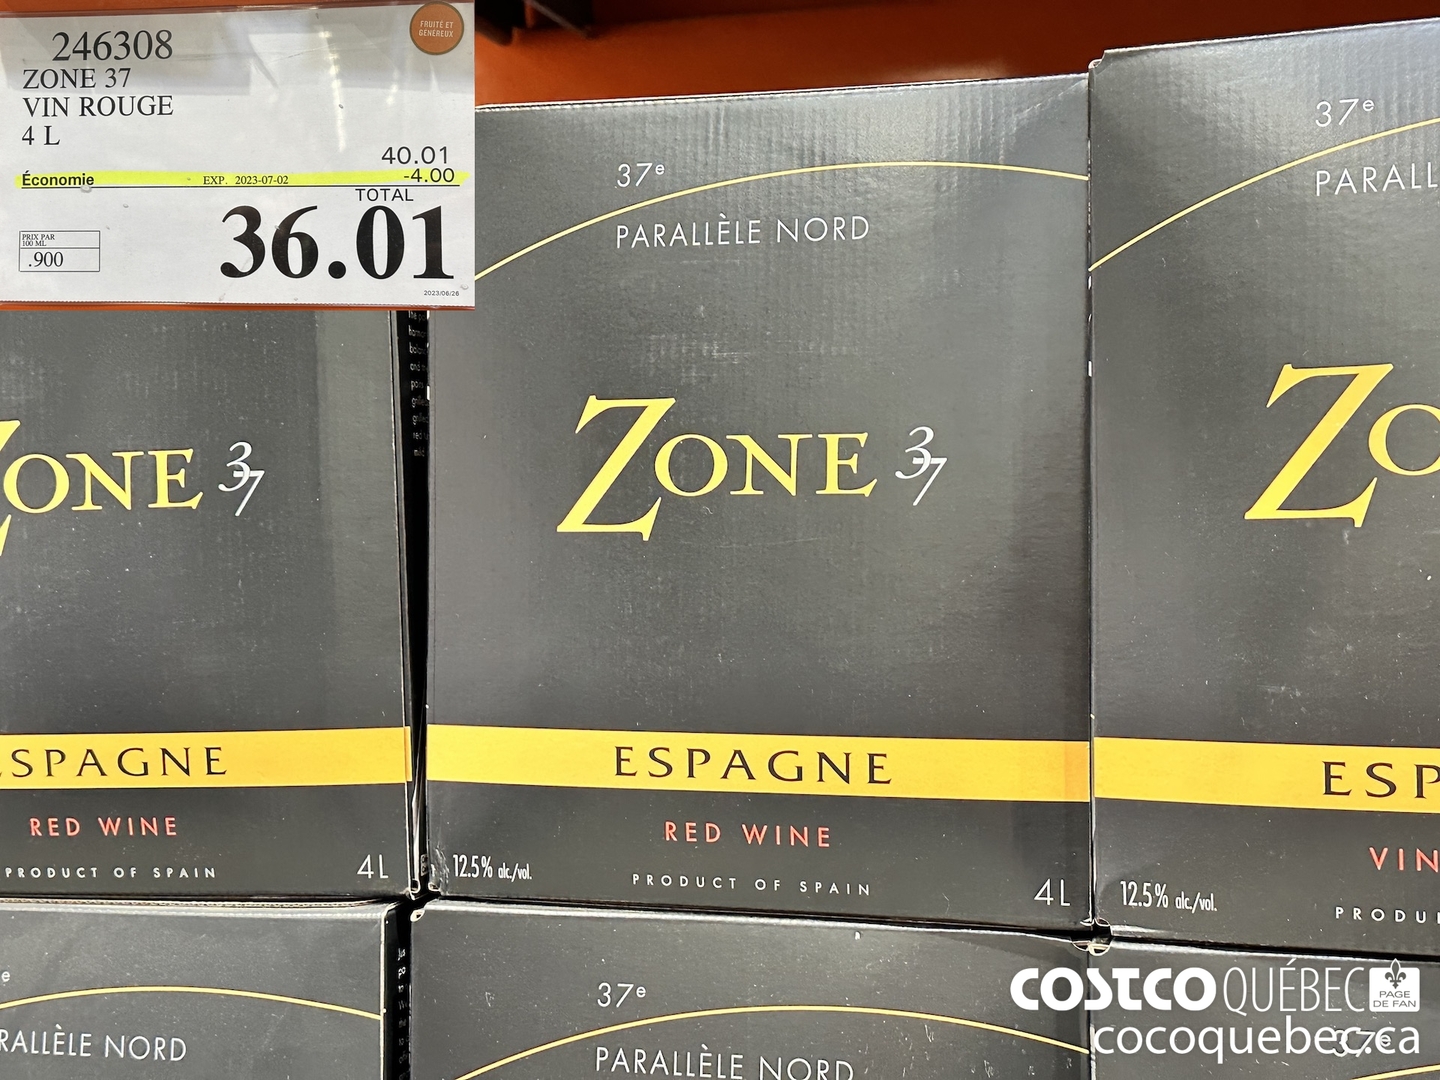 246308
ZONE 37
VIN ROUGE
4 L
FRUITÉ ET
GÉNÉREUX
40.01
Économie EXP. 2023-07-02 -4.00
TOTAL
PRIX PAR
100 ML
.900
36.01
2023/06/26
37e
PARALLÈLE NORD
ZONE 37
ESPAGNE
RED WINE
12.5% alc./vol.
PRODUCT OF SPAIN
4L
ONE 37
SPAGNE
RED WINE
PRODUCT OF SPAIN
4L
37e
PARALL
ZO
ESP
VIN
12.5% alc./vol.
PRODU
e
RALLÈLE NORD
37e
PARALLÈLE NORD
37e
COSTCO QUÉBEC
PAGE
DE FAN
cocoquebec.ca